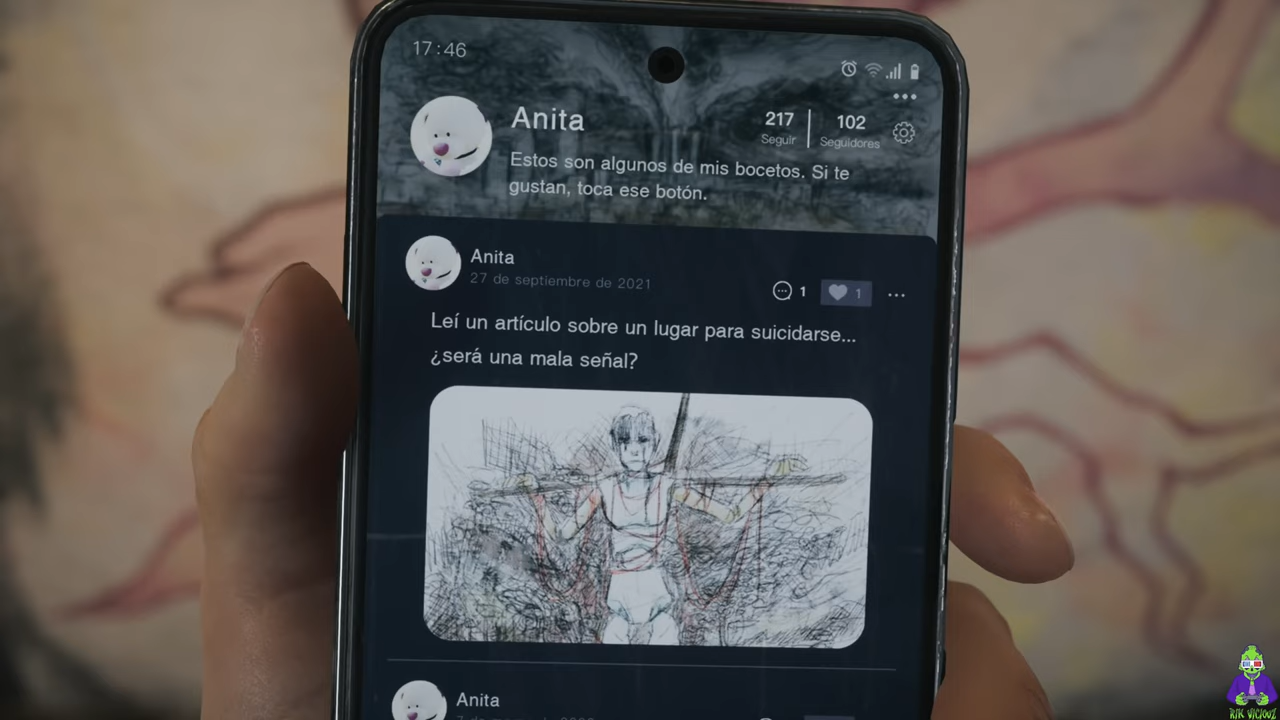 17:46
Anita
217
Seguir
102
Seguidores
Estos son algunos de mis bocetos. Si te
gustan, toca ese botón.
Anita
27 de septiembre de 2021
1
1
Leí un artículo sobre un lugar para suicidarse...
¿será una mala señal?
Anita
RIK VICIOUZ